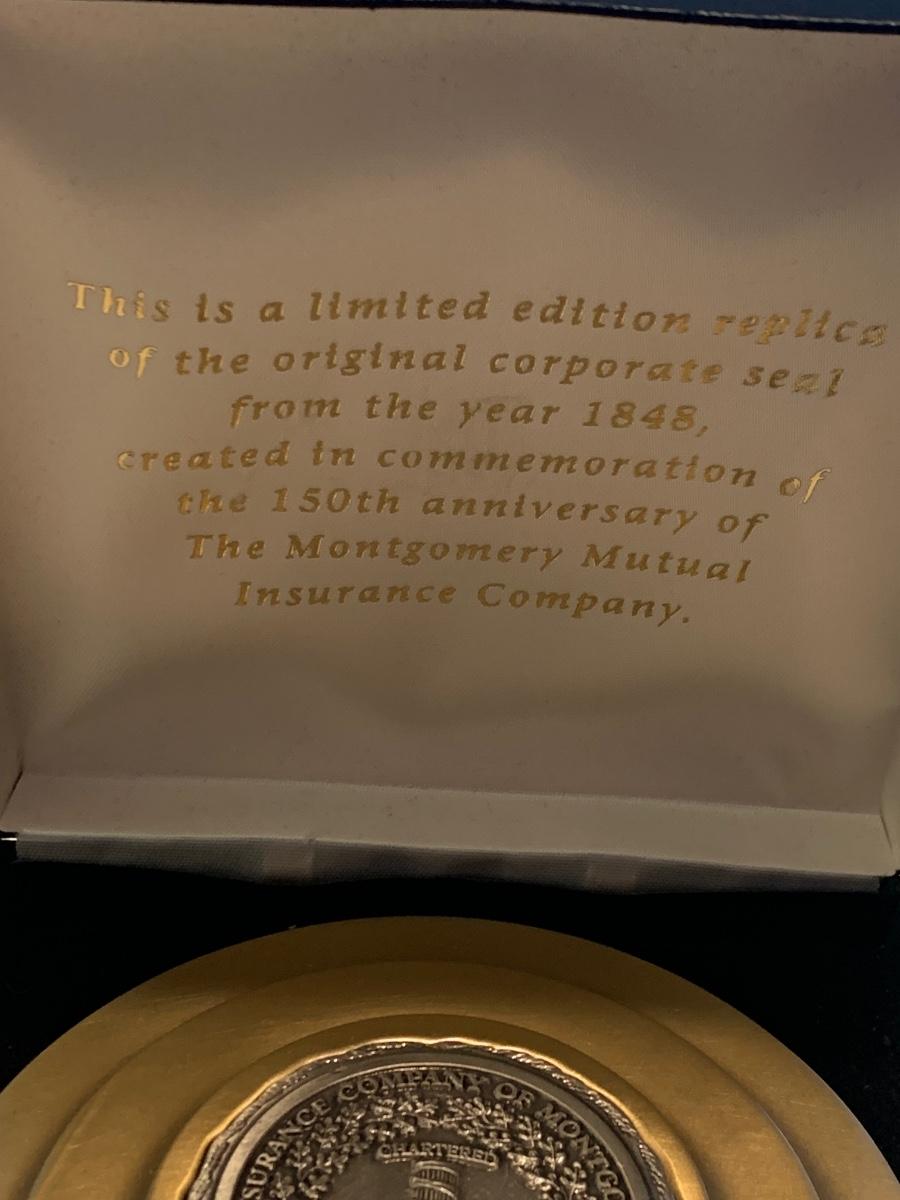 This is a limited edition replica
of the original corporate seal
from the year 1848,
created in commemoration of
the 150th anniversary of
The Montgomery Mutual
Insurance Company.
SURANCE COMPANY OF MONTGO
CHARTERED